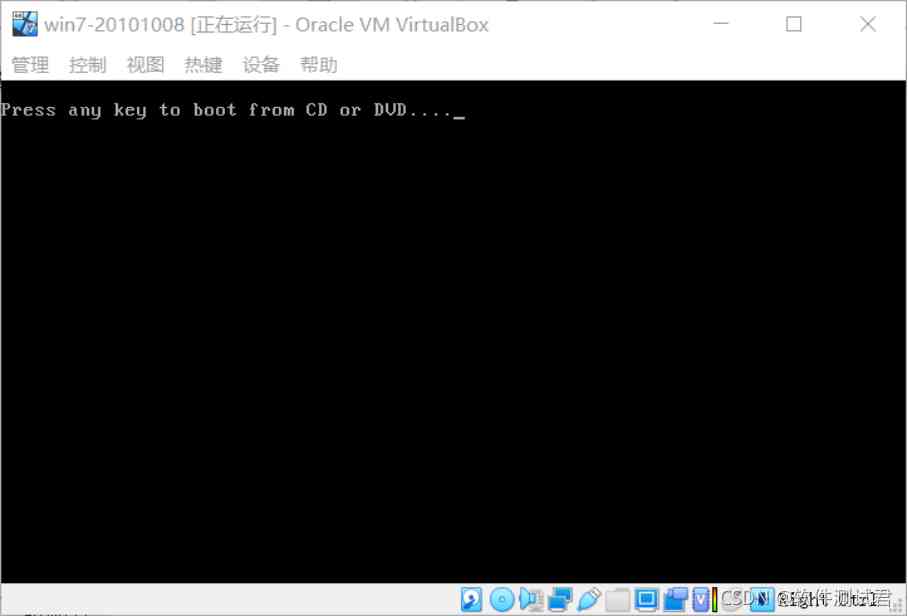 win7-20101008 [正在运行] - Oracle VM VirtualBox
管理 控制 视图 热键 设备 帮助
Press any key to boot from CD or DVD...._
CSDN @软件测试君
Right Ctrl